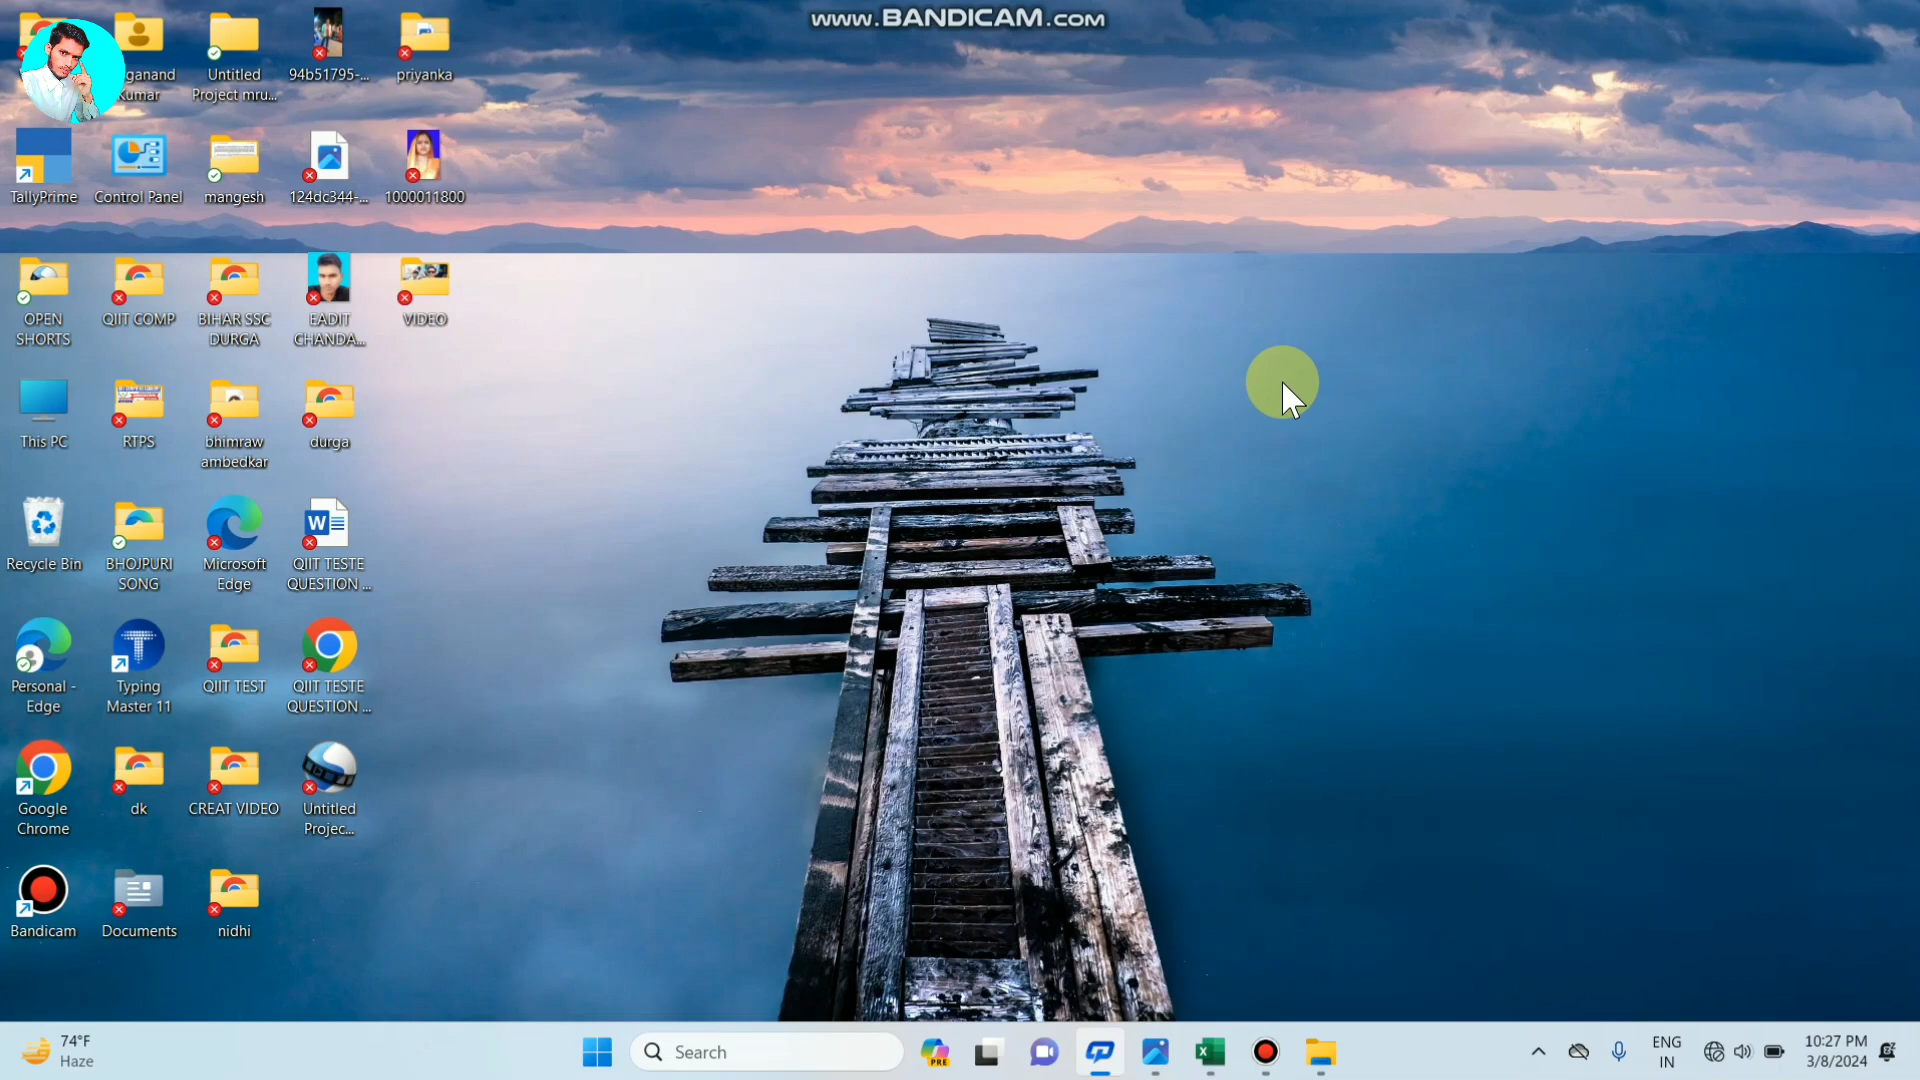 www.BANDICAM.com
ganand
Kumar
Untitled
Project mru...
94b51795-...
priyanka
TallyPrime
Control Panel
mangesh
124dc344-...
1000011800
OPEN
SHORTS
QIIT COMP
BIHAR SSC
DURGA
EADIT
CHANDA...
VIDEO
This PC
RTPS
bhimraw
ambedkar
durga
Recycle Bin
BHOJPURI
SONG
Microsoft
Edge
QIIT TESTE
QUESTION ...
Personal -
Edge
Typing
Master 11
QIIT TEST
QIIT TESTE
QUESTION ...
Google
Chrome
dk
CREAT VIDEO
Untitled
Projec...
Bandicam
Documents
nidhi
74°F
Haze
Search
PRE
ENG
IN
10:27 PM
3/8/2024